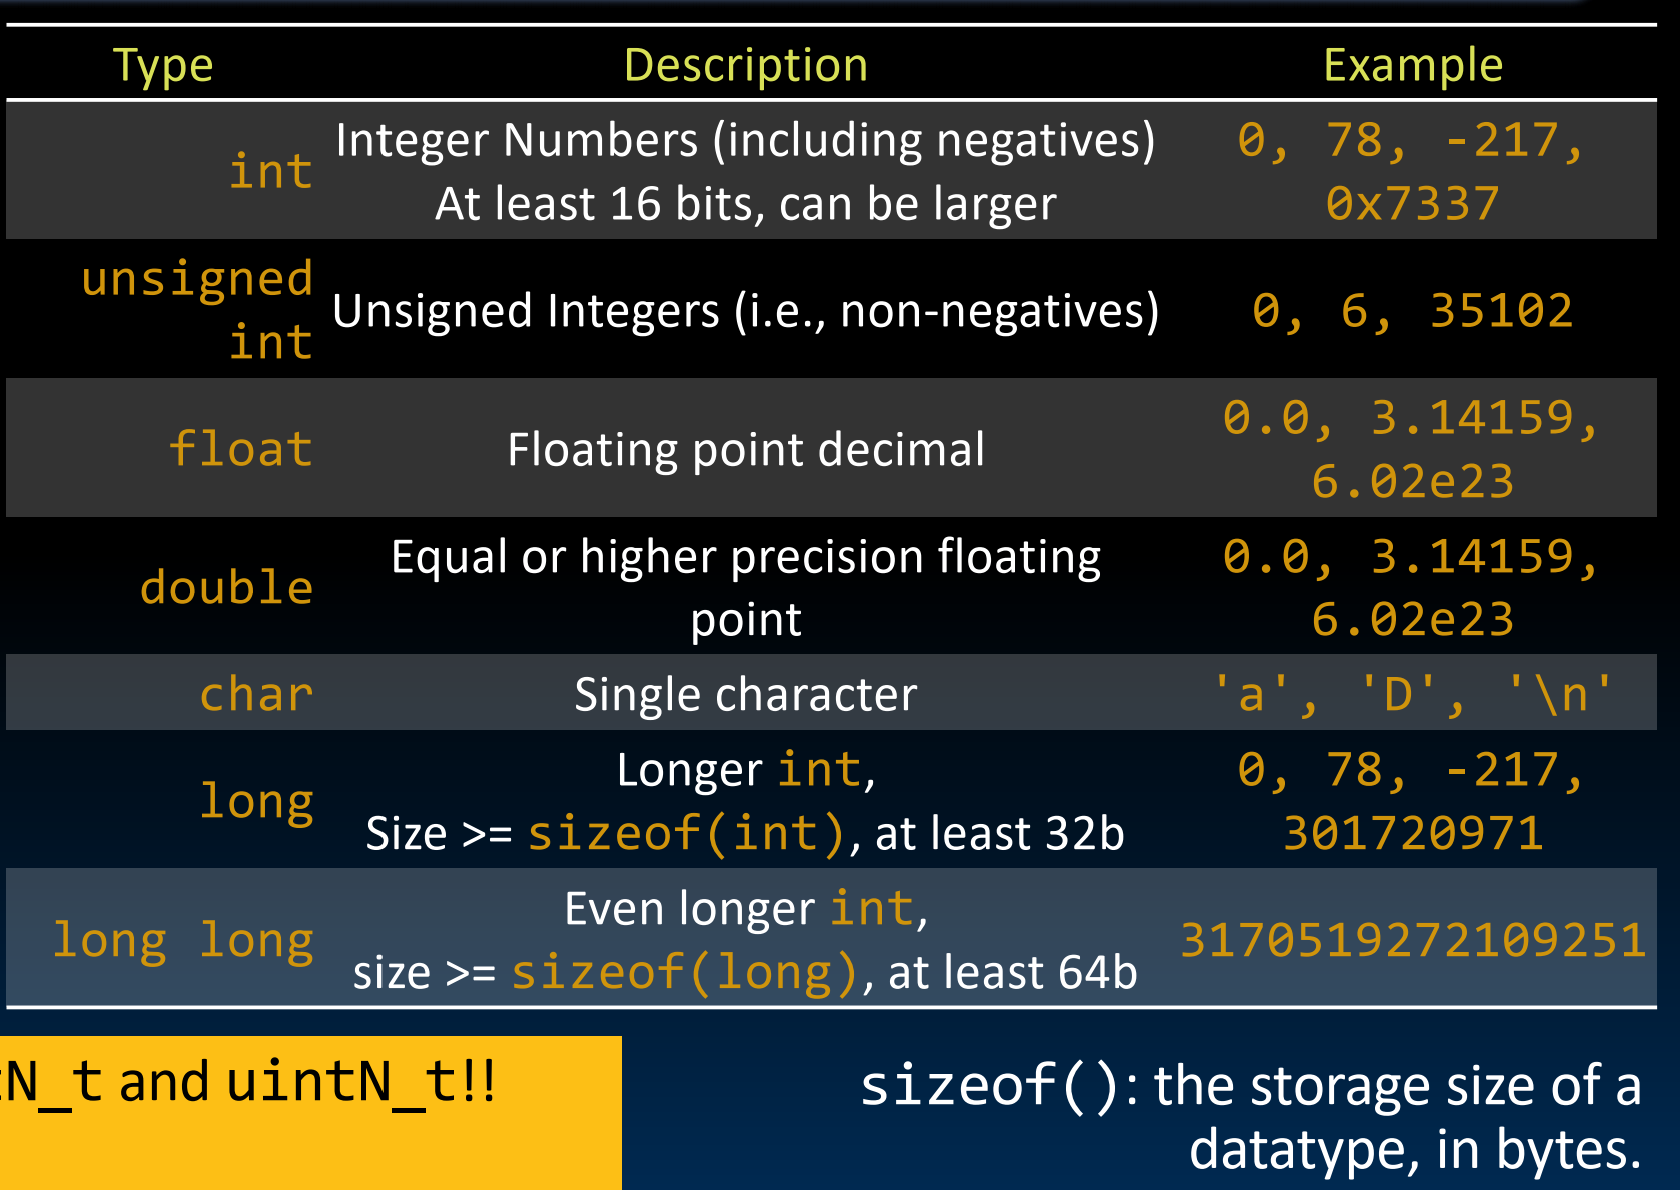 Type Description Example
int Integer Numbers (including negatives) 0, 78, -217,
At least 16 bits, can be larger 0x7337
unsigned
int Unsigned Integers (i.e., non-negatives) 0, 6, 35102
float Floating point decimal 0.0, 3.14159,
6.02e23
double Equal or higher precision floating 0.0, 3.14159,
point 6.02e23
char Single character 'a', 'D', '\n'
long Longer int, 0, 78, -217,
Size >= sizeof(int), at least 32b 301720971
long long Even longer int, 3170519272109251
size >= sizeof(long), at least 64b
N_t and uintN_t!!
sizeof(): the storage size of a
datatype, in bytes.